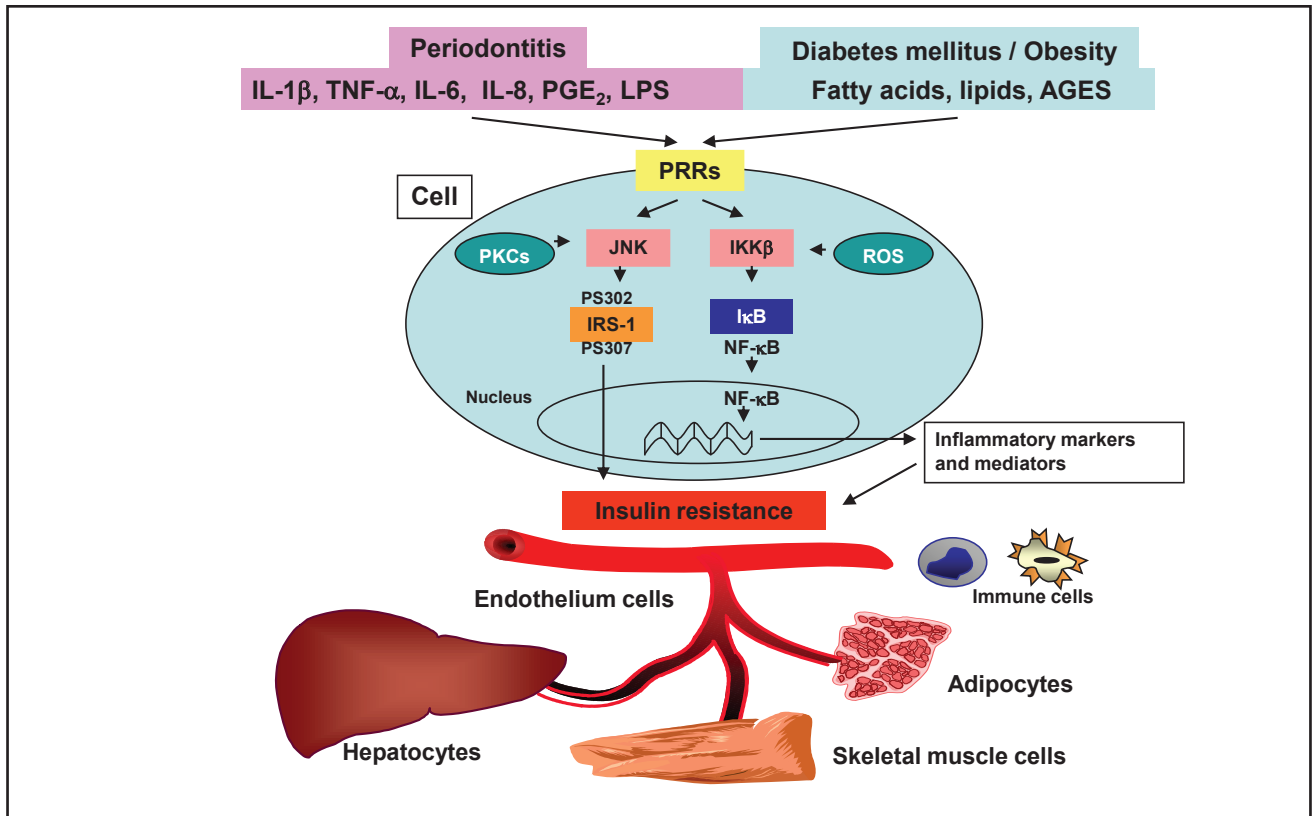 Periodontitis
IL-1β, TNF-α, IL-6, IL-8, PGE₂, LPS
Diabetes mellitus / Obesity
Fatty acids, lipids, AGES
PRRs
Cell
PKCs
JNK
IKKβ
ROS
PS302
IRS-1
PS307
IκB
NF-κB
Nucleus
NF-κB
Inflammatory markers
and mediators
Insulin resistance
Endothelium cells
Immune cells
Adipocytes
Hepatocytes
Skeletal muscle cells